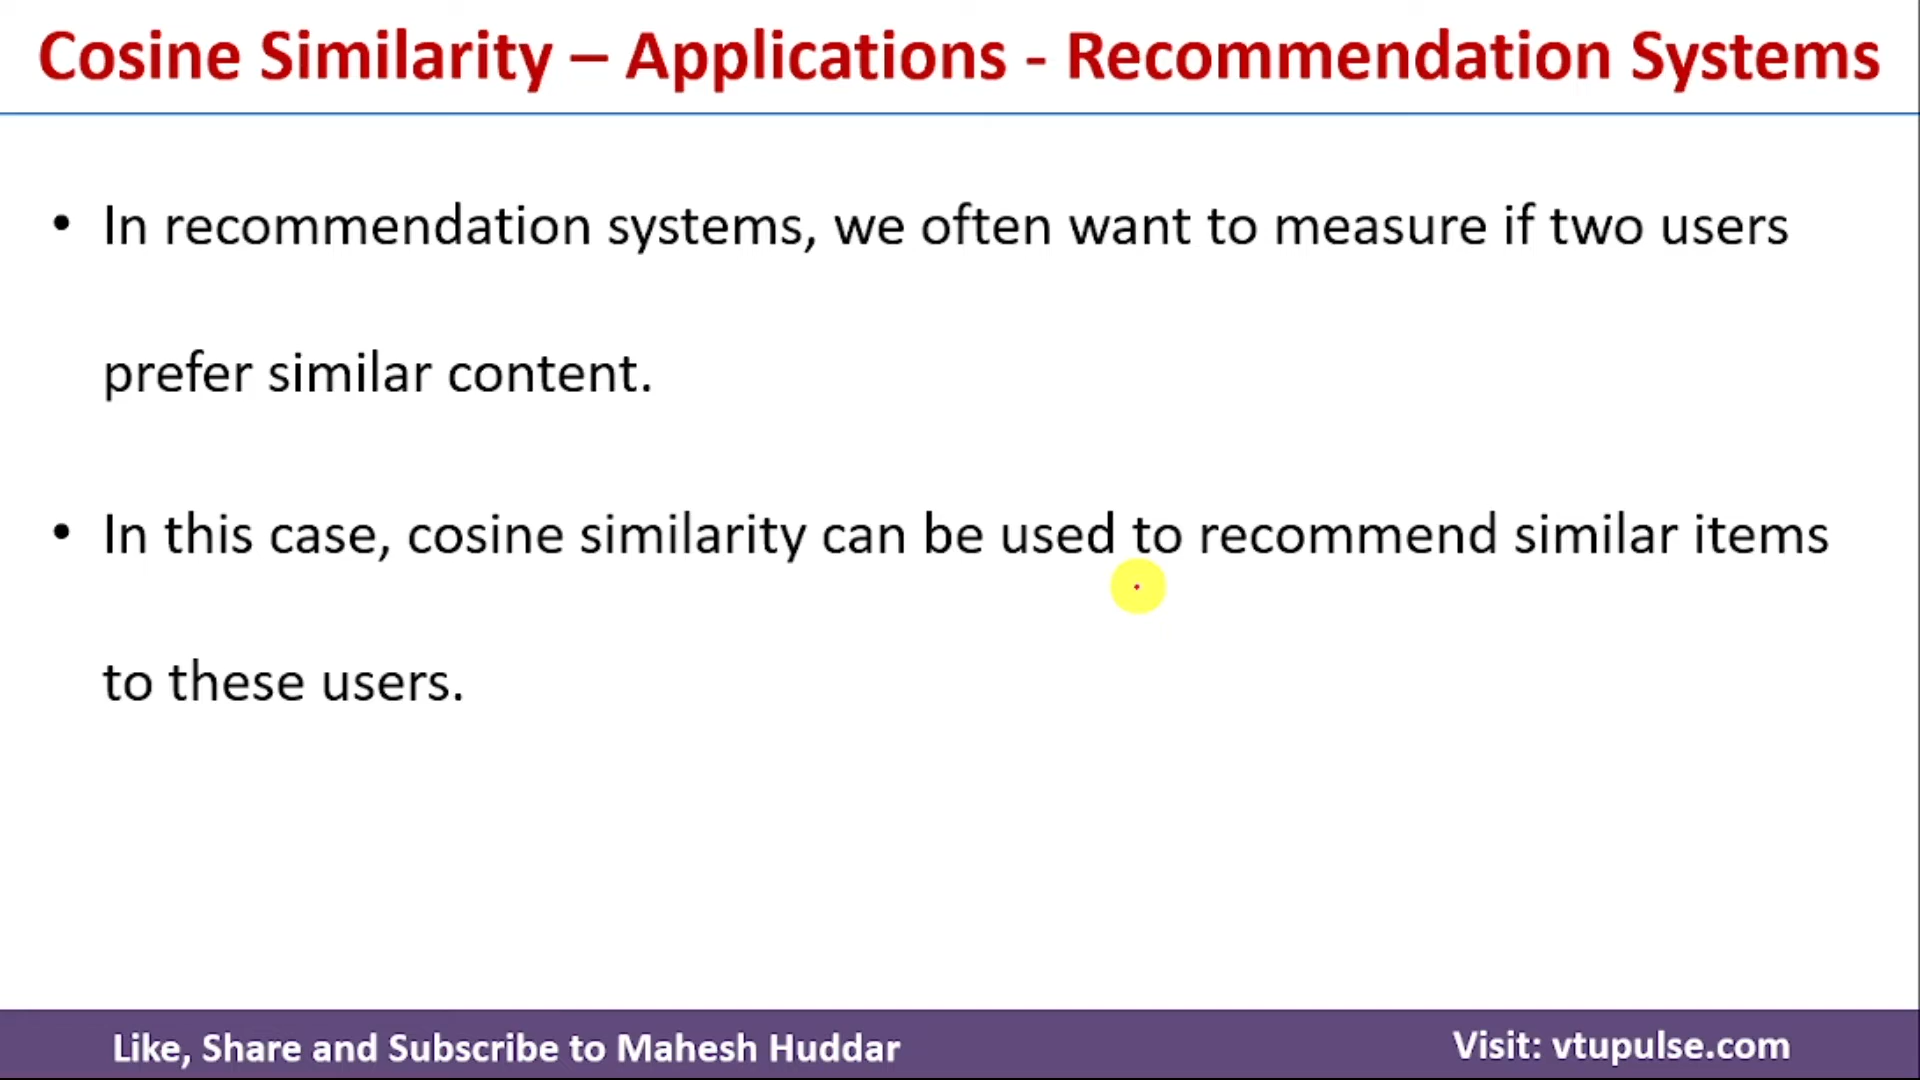 Cosine Similarity – Applications - Recommendation Systems
• In recommendation systems, we often want to measure if two users
prefer similar content.
• In this case, cosine similarity can be used to recommend similar items
to these users.
Like, Share and Subscribe to Mahesh Huddar
Visit: vtupulse.com